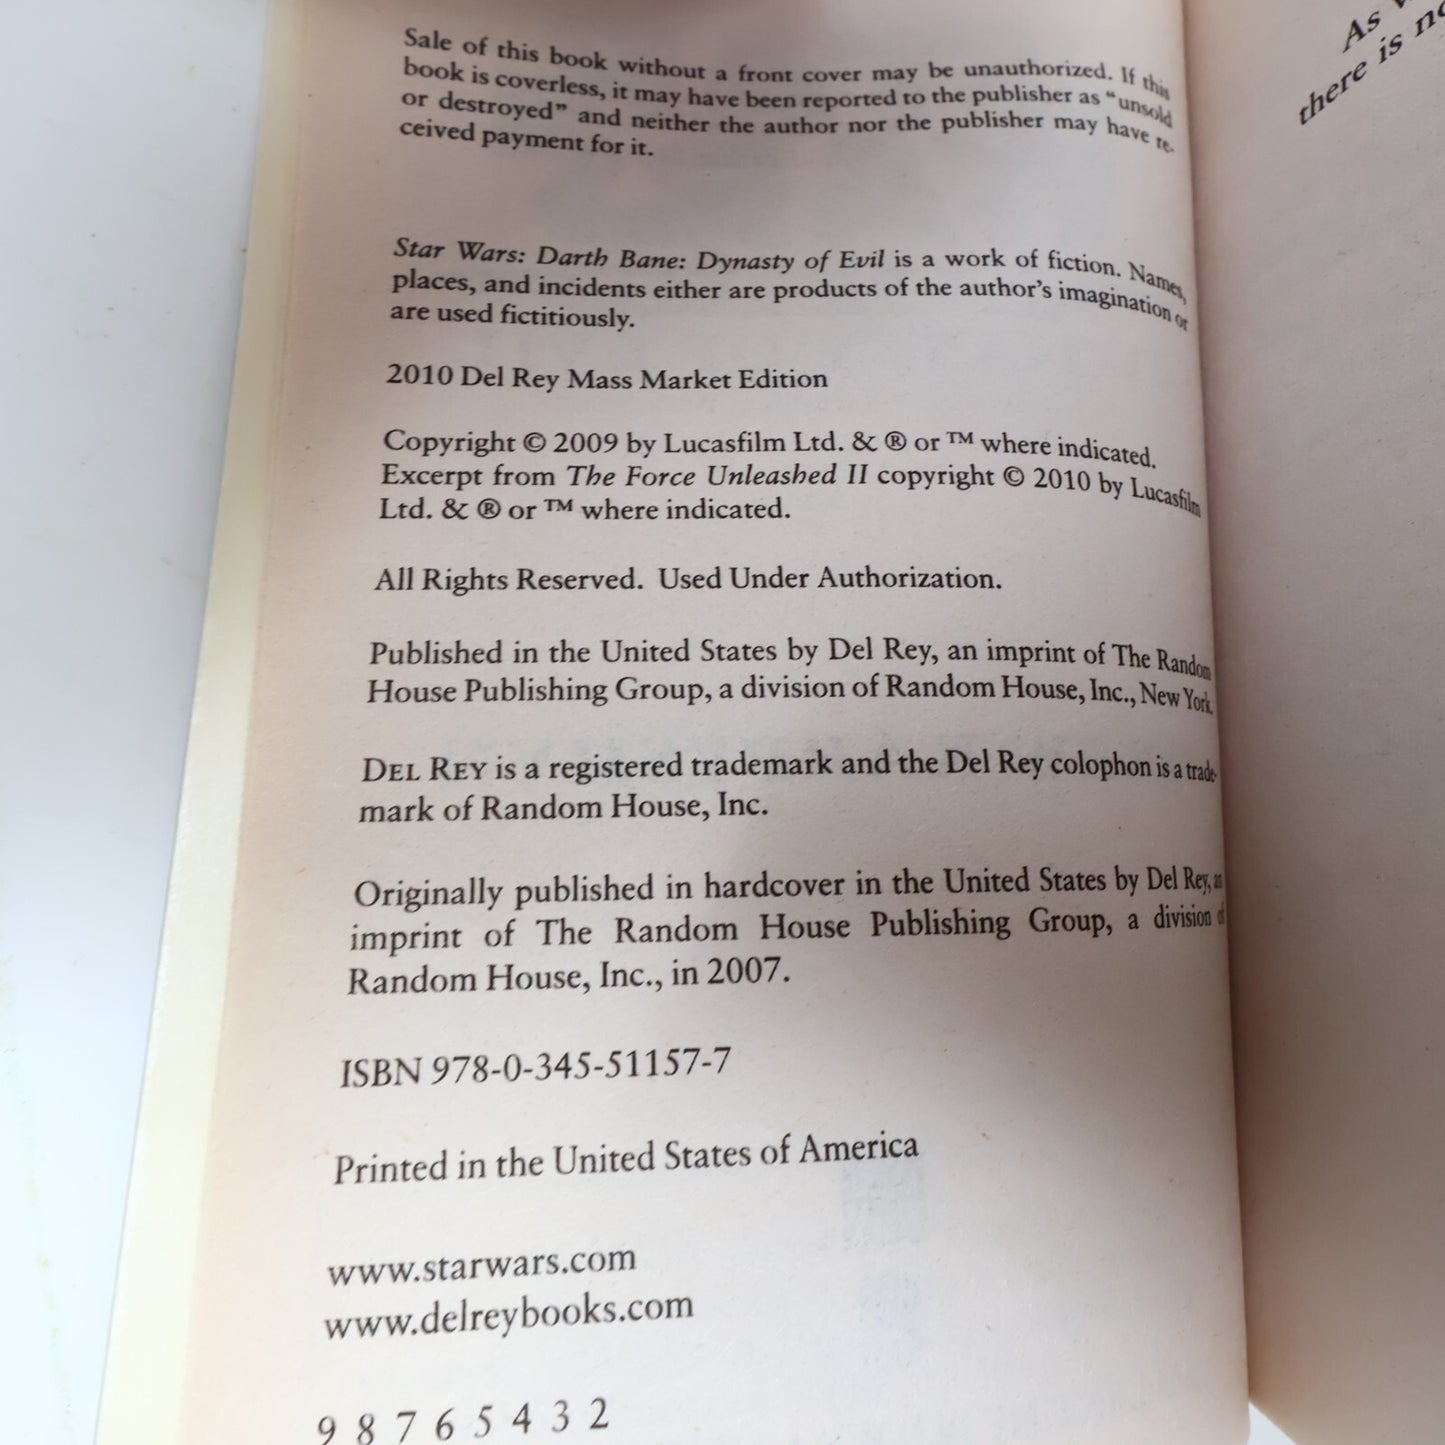 Sale of this book without a front cover may be unauthorized. If this
book is coverless, it may have been reported to the publisher as “unsold
or destroyed” and neither the author nor the publisher may have re-
ceived payment for it.
Star Wars: Darth Bane: Dynasty of Evil is a work of fiction. Names,
places, and incidents either are products of the author’s imagination or
are used fictitiously.
2010 Del Rey Mass Market Edition
Copyright © 2009 by Lucasfilm Ltd. & ® or ™ where indicated.
Excerpt from The Force Unleashed II copyright © 2010 by Lucasfilm
Ltd. & ® or ™ where indicated.
All Rights Reserved. Used Under Authorization.
Published in the United States by Del Rey, an imprint of The Random
House Publishing Group, a division of Random House, Inc., New York.
DEL REY is a registered trademark and the Del Rey colophon is a trade-
mark of Random House, Inc.
Originally published in hardcover in the United States by Del Rey, an
imprint of The Random House Publishing Group, a division of
Random House, Inc., in 2007.
ISBN 978-0-345-51157-7
Printed in the United States of America
www.starwars.com
www.delreybooks.com
9 8 7 6 5 4 3 2
As
there is